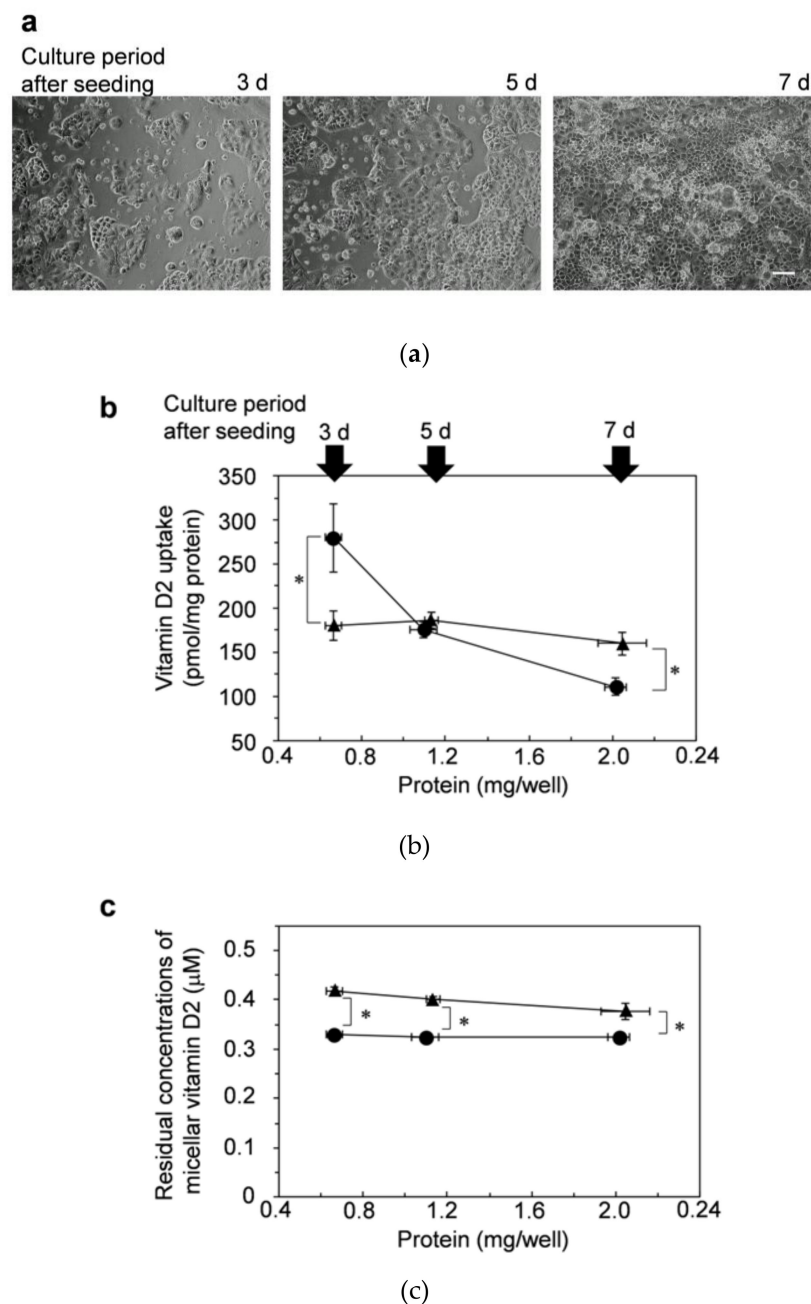 a
Culture period
after seeding
3 d
5 d
7 d
(a)
b
Culture period
after seeding
3 d
5 d
7 d
Vitamin D2 uptake
(pmol/mg protein)
350
300
250
200
150
100
50
*
*
0.4
0.8
1.2
1.6
2.0
0.24
Protein (mg/well)
(b)
c
Residual concentrations of
micellar vitamin D2 (μM)
0.5
0.4
0.3
0.2
0.1
0
*
*
*
0.4
0.8
1.2
1.6
2.0
0.24
Protein (mg/well)
(c)